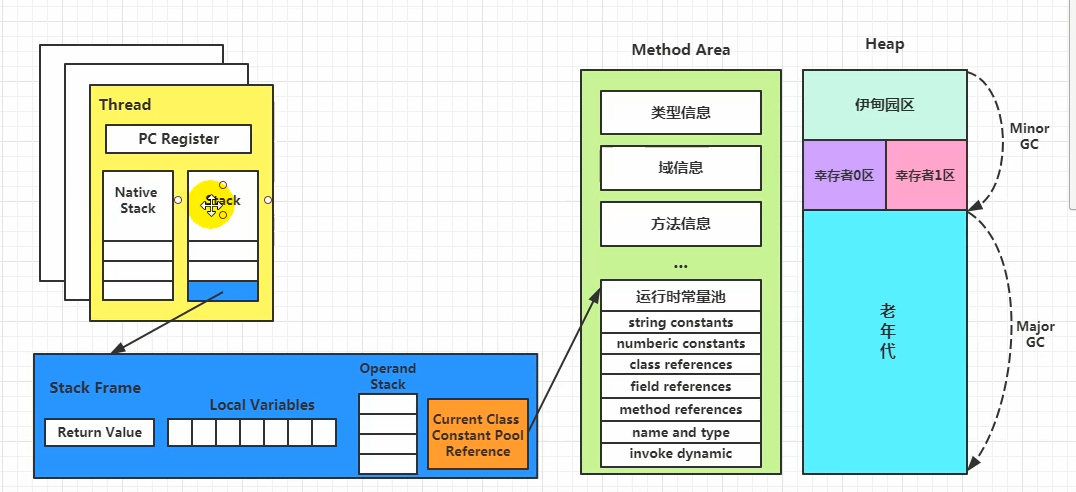 Thread
PC Register
Native
Stack
Stack
Stack Frame
Return Value
Local Variables
Operand
Stack
Current Class
Constant Pool
Reference
Method Area
类型信息
域信息
方法信息
...
运行时常量池
string constants
numberic constants
class references
field references
method references
name and type
invoke dynamic
Heap
伊甸园区
幸存者0区
幸存者1区
老
年
代
Minor
GC
Major
GC